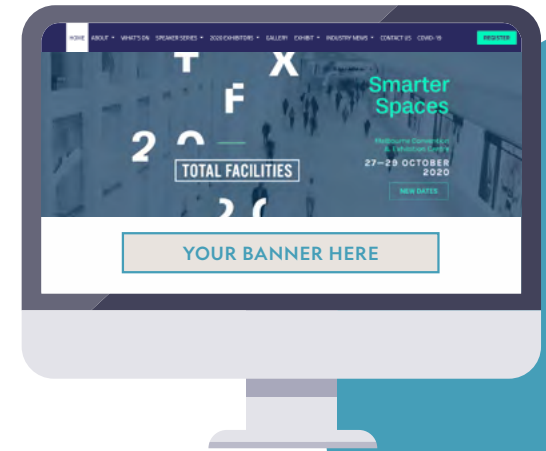 HOME ABOUT WHAT'S ON SPEAKER SERIES 2020 EXHIBITORS GALLERY EXHIBIT INDUSTRY NEWS CONTACT US COVID-19 REGISTER
T X
F
2
TOTAL FACILITIES
Smarter
Spaces
Melbourne Convention
& Exhibition Centre
27—29 OCTOBER
2020
NEW DATES
YOUR BANNER HERE